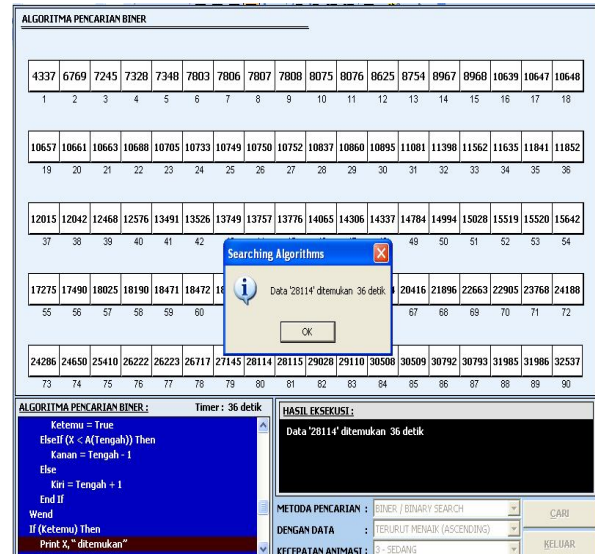 ALGORITMA PENCARIAN BINER
4337 6769 7245 7328 7348 7803 7806 7807 7808 8075 8076 8625 8754 8967 8968 10639 10647 10648
1 2 3 4 5 6 7 8 9 10 11 12 13 14 15 16 17 18
10657 10661 10663 10688 10705 10733 10749 10750 10752 10837 10860 10895 11081 11398 11562 11635 11841 11852
19 20 21 22 23 24 25 26 27 28 29 30 31 32 33 34 35 36
12015 12042 12468 12576 13491 13526 13749 13757 13776 14065 14306 14337 14784 14994 15028 15519 15520 15642
37 38 39 40 41 42 49 50 51 52 53 54
Searching Algorithms
Data '28114' ditemukan 36 detik
OK
17275 17490 18025 18190 18471 18472 20416 21896 22663 22905 23768 24188
55 56 57 58 59 60 67 68 69 70 71 72
24286 24650 25410 26222 26223 26717 27145 28114 28115 29028 29110 30508 30509 30792 30793 31985 31986 32537
73 74 75 76 77 78 79 80 81 82 83 84 85 86 87 88 89 90
ALGORITMA PENCARIAN BINER : Timer : 36 detik
Ketemu = True
ElseIf (X < A(Tengah)) Then
Kanan = Tengah - 1
Else
Kiri = Tengah + 1
End If
Wend
If (Ketemu) Then
Print X, " ditemukan"
HASIL EKSEKUSI :
Data '28114' ditemukan 36 detik
METODA PENCARIAN : BINER / BINARY SEARCH
CARI
DENGAN DATA : TERURUT MENAIK (ASCENDING)
KECEPATAN ANIMASI : 3 - SEDANG
KELUAR